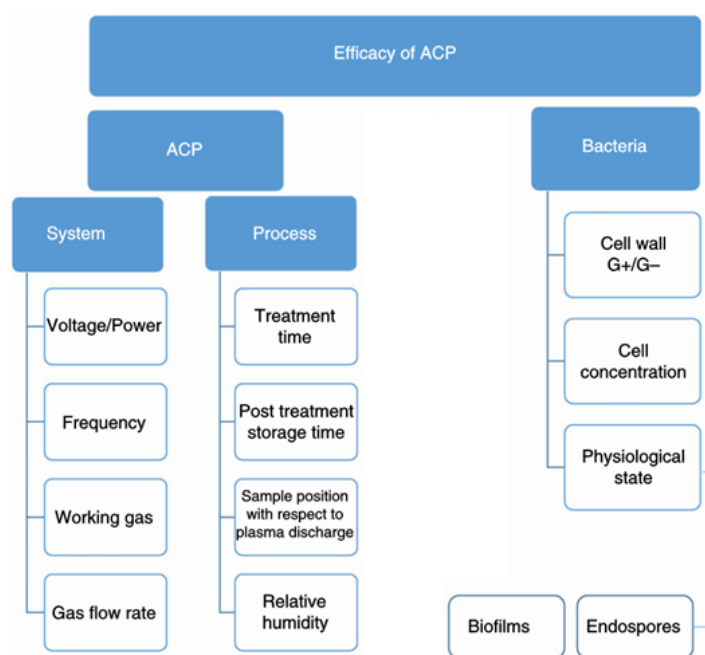 Efficacy of ACP
ACP
Bacteria
System
Process
Cell wall
G+/G–
Voltage/Power
Treatment
time
Cell
concentration
Frequency
Post treatment
storage time
Physiological
state
Working gas
Sample position
with respect to
plasma discharge
Gas flow rate
Relative
humidity
Biofilms
Endospores